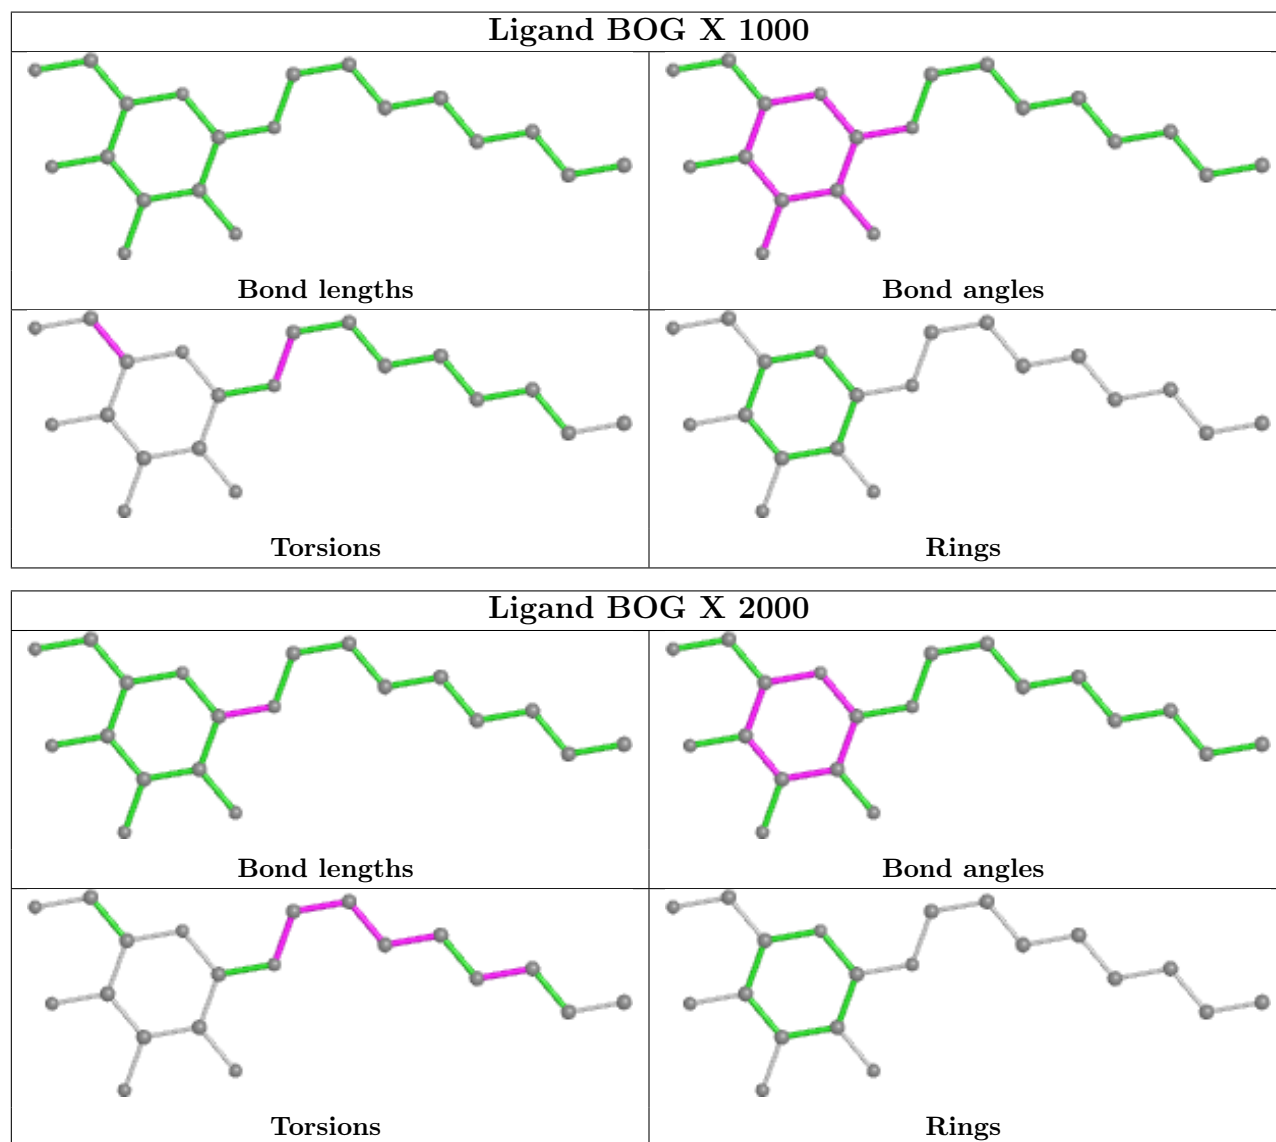 Ligand BOG X 1000
Bond lengths
Bond angles
Torsions
Rings
Ligand BOG X 2000
Bond lengths
Bond angles
Torsions
Rings